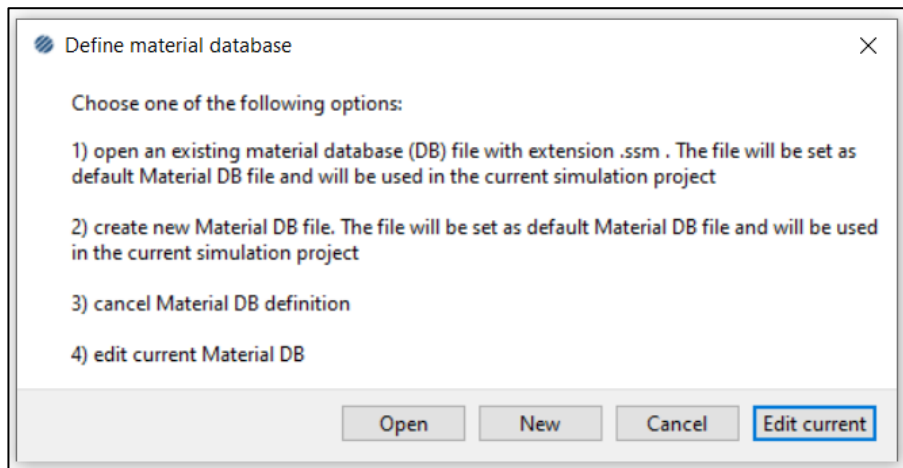 Define material database
Choose one of the following options:
1) open an existing material database (DB) file with extension .ssm . The file will be set as
default Material DB file and will be used in the current simulation project
2) create new Material DB file. The file will be set as default Material DB file and will be used
in the current simulation project
3) cancel Material DB definition
4) edit current Material DB
Open New Cancel Edit current